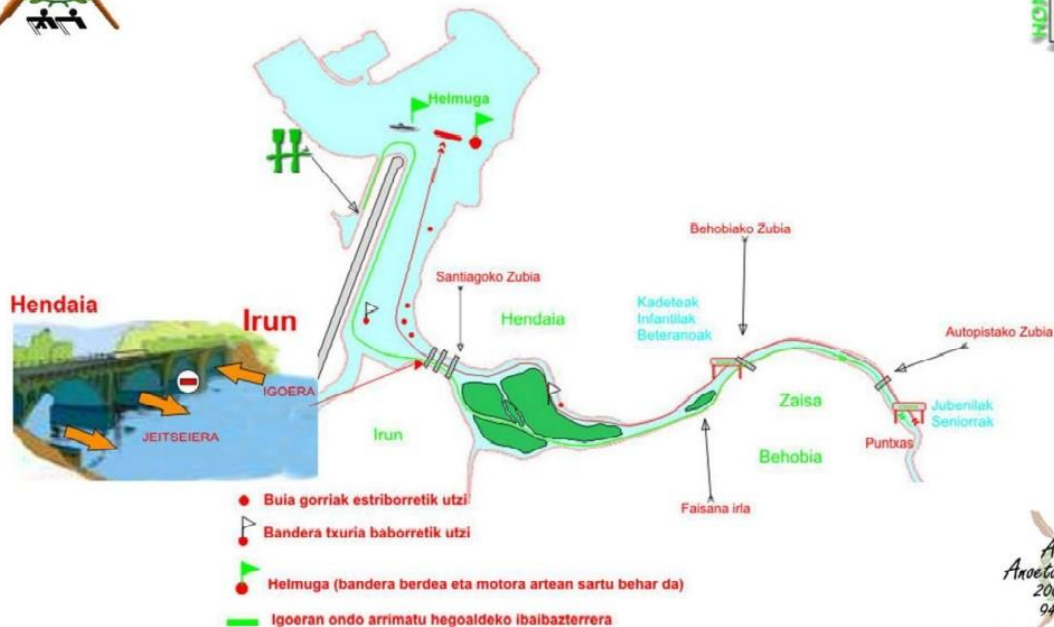 Helmuga
Behobiako Zubia
Santiagoko Zubia
Hendaia
Irun
Hendaia
Kadeteak
Infantilak
Beteranoak
Autopistako Zubia
IGOERA
JEITSEIERA
Irun
Zaisa
Jubenilak
Seniorrak
Puntxas
Behobia
Faisana irla
Buia gorriak estriborretik utzi
Bandera txuria baborretik utzi
Helmuga (bandera berdea eta motora artean sartu behar da)
Igoeran ondo arrimatu hegoaldeko ibaibazterrera